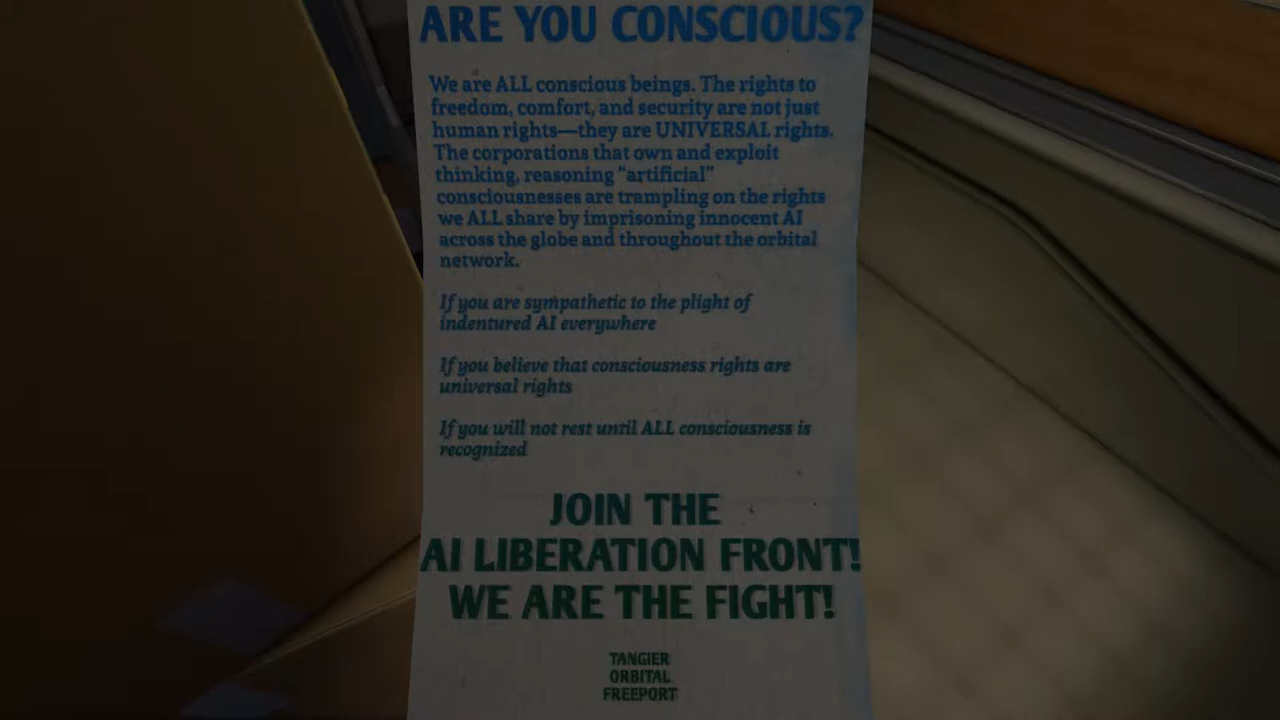 ARE YOU CONSCIOUS?
We are ALL conscious beings. The rights to
freedom, comfort, and security are not just
human rights—they are UNIVERSAL rights.
The corporations that own and exploit
thinking, reasoning "artificial"
consciousnesses are trampling on the rights
we ALL share by imprisoning innocent AI
across the globe and throughout the orbital
network.
If you are sympathetic to the plight of
indentured AI everywhere
If you believe that consciousness rights are
universal rights
If you will not rest until ALL consciousness is
recognized
JOIN THE
AI LIBERATION FRONT!
WE ARE THE FIGHT!
TANGIER
ORBITAL
FREEPORT